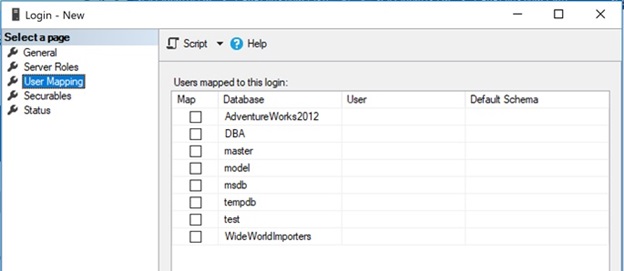 Login - New
Select a page
General
Server Roles
User Mapping
Securables
Status
Script
Help
Users mapped to this login:
Map Database User Default Schema
AdventureWorks2012
DBA
master
model
msdb
tempdb
test
WideWorldImporters